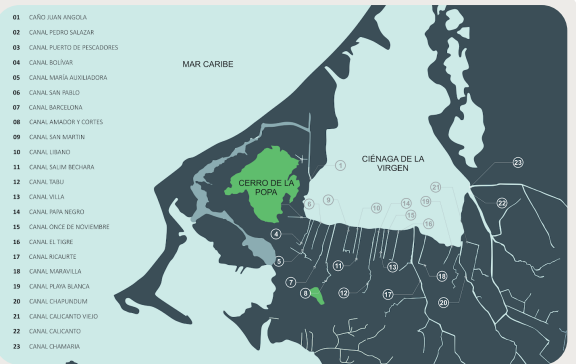 01 CAÑO JUAN ANGOLA
02 CANAL PEDRO SALAZAR
03 CANAL PUERTO DE PESCADORES
04 CANAL BOLÍVAR
05 CANAL MARÍA AUXILIADORA
06 CANAL SAN PABLO
07 CANAL BARCELONA
08 CANAL AMADOR Y CORTES
09 CANAL SAN MARTIN
10 CANAL LIBANO
11 CANAL SALIM BECHARA
12 CANAL TABU
13 CANAL VILLA
14 CANAL PAPA NEGRO
15 CANAL ONCE DE NOVIEMBRE
16 CANAL EL TIGRE
17 CANAL RICAURTE
18 CANAL MARAVILLA
19 CANAL PLAYA BLANCA
20 CANAL CHAPUNDUM
21 CANAL CALICANTO VIEJO
22 CANAL CALICANTO
23 CANAL CHAMARIA
MAR CARIBE
CIÉNAGA DE LA
VIRGEN
CERRO DE LA
POPA
1
23
21
22
6
9
10
14
19
15
16
4
5
7
11
13
18
8
12
17
20